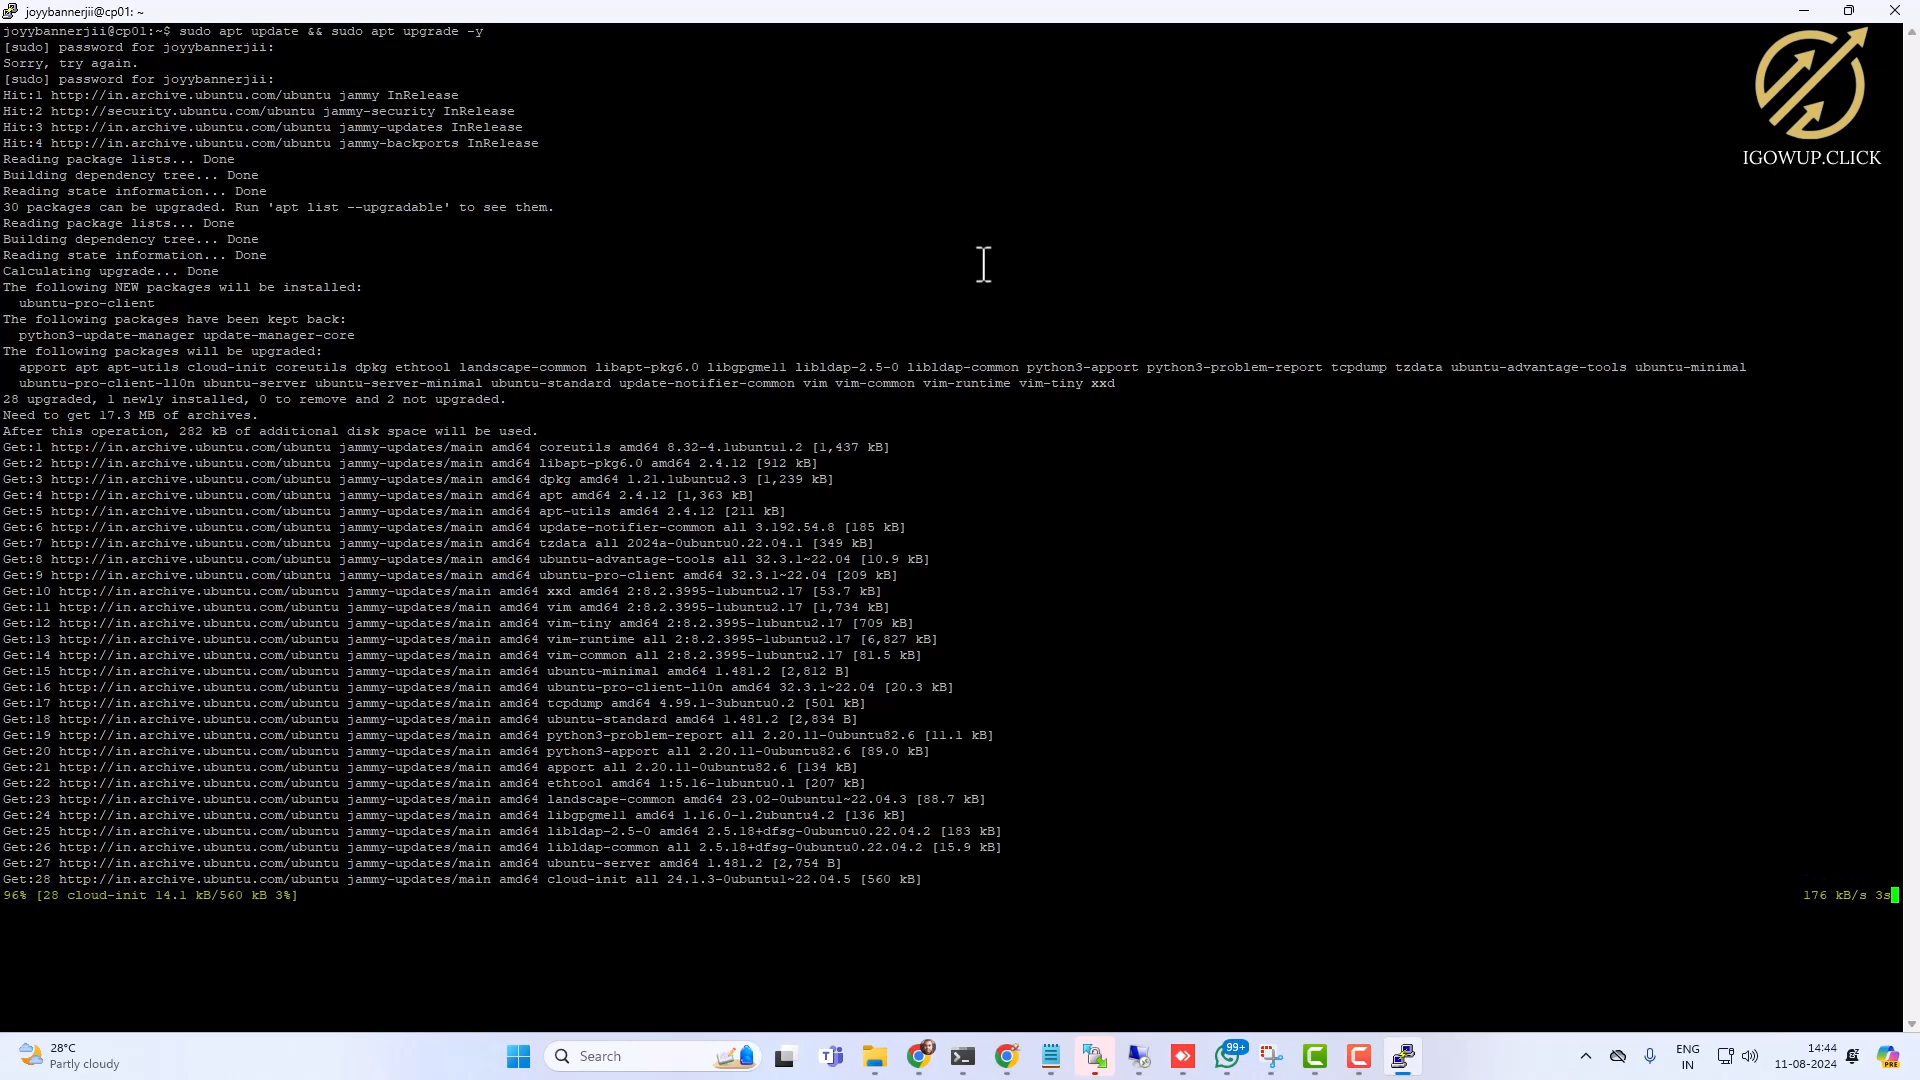 joyybannerjii@cp01: ~
joyybannerjii@cp01:~$ sudo apt update && sudo apt upgrade -y
[sudo] password for joyybannerjii:
Sorry, try again.
[sudo] password for joyybannerjii:
Hit:1 http://in.archive.ubuntu.com/ubuntu jammy InRelease
Hit:2 http://security.ubuntu.com/ubuntu jammy-security InRelease
Hit:3 http://in.archive.ubuntu.com/ubuntu jammy-updates InRelease
Hit:4 http://in.archive.ubuntu.com/ubuntu jammy-backports InRelease
IGOWUP.CLICK
Reading package lists... Done
Building dependency tree... Done
Reading state information... Done
30 packages can be upgraded. Run 'apt list --upgradable' to see them.
Reading package lists... Done
Building dependency tree... Done
Reading state information... Done
Calculating upgrade... Done
The following NEW packages will be installed:
ubuntu-pro-client
The following packages have been kept back:
python3-update-manager update-manager-core
The following packages will be upgraded:
apport apt apt-utils cloud-init coreutils dpkg ethtool landscape-common libapt-pkg6.0 libgpgme11 libldap-2.5-0 libldap-common python3-apport python3-problem-report tcpdump tzdata ubuntu-advantage-tools ubuntu-minimal
ubuntu-pro-client-l10n ubuntu-server ubuntu-server-minimal ubuntu-standard update-notifier-common vim vim-common vim-runtime vim-tiny xxd
28 upgraded, 1 newly installed, 0 to remove and 2 not upgraded.
Need to get 17.3 MB of archives.
After this operation, 282 kB of additional disk space will be used.
Get:1 http://in.archive.ubuntu.com/ubuntu jammy-updates/main amd64 coreutils amd64 8.32-4.1ubuntu1.2 [1,437 kB]
Get:2 http://in.archive.ubuntu.com/ubuntu jammy-updates/main amd64 libapt-pkg6.0 amd64 2.4.12 [912 kB]
Get:3 http://in.archive.ubuntu.com/ubuntu jammy-updates/main amd64 dpkg amd64 1.21.1ubuntu2.3 [1,239 kB]
Get:4 http://in.archive.ubuntu.com/ubuntu jammy-updates/main amd64 apt amd64 2.4.12 [1,363 kB]
Get:5 http://in.archive.ubuntu.com/ubuntu jammy-updates/main amd64 apt-utils amd64 2.4.12 [211 kB]
Get:6 http://in.archive.ubuntu.com/ubuntu jammy-updates/main amd64 update-notifier-common all 3.192.54.8 [185 kB]
Get:7 http://in.archive.ubuntu.com/ubuntu jammy-updates/main amd64 tzdata all 2024a-0ubuntu0.22.04.1 [349 kB]
Get:8 http://in.archive.ubuntu.com/ubuntu jammy-updates/main amd64 ubuntu-advantage-tools all 32.3.1~22.04 [10.9 kB]
Get:9 http://in.archive.ubuntu.com/ubuntu jammy-updates/main amd64 ubuntu-pro-client amd64 32.3.1~22.04 [209 kB]
Get:10 http://in.archive.ubuntu.com/ubuntu jammy-updates/main amd64 xxd amd64 2:8.2.3995-1ubuntu2.17 [53.7 kB]
Get:11 http://in.archive.ubuntu.com/ubuntu jammy-updates/main amd64 vim amd64 2:8.2.3995-1ubuntu2.17 [1,734 kB]
Get:12 http://in.archive.ubuntu.com/ubuntu jammy-updates/main amd64 vim-tiny amd64 2:8.2.3995-1ubuntu2.17 [709 kB]
Get:13 http://in.archive.ubuntu.com/ubuntu jammy-updates/main amd64 vim-runtime all 2:8.2.3995-1ubuntu2.17 [6,827 kB]
Get:14 http://in.archive.ubuntu.com/ubuntu jammy-updates/main amd64 vim-common all 2:8.2.3995-1ubuntu2.17 [81.5 kB]
Get:15 http://in.archive.ubuntu.com/ubuntu jammy-updates/main amd64 ubuntu-minimal amd64 1.481.2 [2,812 B]
Get:16 http://in.archive.ubuntu.com/ubuntu jammy-updates/main amd64 ubuntu-pro-client-l10n amd64 32.3.1~22.04 [20.3 kB]
Get:17 http://in.archive.ubuntu.com/ubuntu jammy-updates/main amd64 tcpdump amd64 4.99.1-3ubuntu0.2 [501 kB]
Get:18 http://in.archive.ubuntu.com/ubuntu jammy-updates/main amd64 ubuntu-standard amd64 1.481.2 [2,834 B]
Get:19 http://in.archive.ubuntu.com/ubuntu jammy-updates/main amd64 python3-problem-report all 2.20.11-0ubuntu82.6 [11.1 kB]
Get:20 http://in.archive.ubuntu.com/ubuntu jammy-updates/main amd64 python3-apport all 2.20.11-0ubuntu82.6 [89.0 kB]
Get:21 http://in.archive.ubuntu.com/ubuntu jammy-updates/main amd64 apport all 2.20.11-0ubuntu82.6 [134 kB]
Get:22 http://in.archive.ubuntu.com/ubuntu jammy-updates/main amd64 ethtool amd64 1:5.16-1ubuntu0.1 [207 kB]
Get:23 http://in.archive.ubuntu.com/ubuntu jammy-updates/main amd64 landscape-common amd64 23.02-0ubuntu1~22.04.3 [88.7 kB]
Get:24 http://in.archive.ubuntu.com/ubuntu jammy-updates/main amd64 libgpgme11 amd64 1.16.0-1.2ubuntu4.2 [136 kB]
Get:25 http://in.archive.ubuntu.com/ubuntu jammy-updates/main amd64 libldap-2.5-0 amd64 2.5.18+dfsg-0ubuntu0.22.04.2 [183 kB]
Get:26 http://in.archive.ubuntu.com/ubuntu jammy-updates/main amd64 libldap-common all 2.5.18+dfsg-0ubuntu0.22.04.2 [15.9 kB]
Get:27 http://in.archive.ubuntu.com/ubuntu jammy-updates/main amd64 ubuntu-server amd64 1.481.2 [2,754 B]
Get:28 http://in.archive.ubuntu.com/ubuntu jammy-updates/main amd64 cloud-init all 24.1.3-0ubuntu1~22.04.5 [560 kB]
96% [28 cloud-init 14.1 kB/560 kB 3%] 176 kB/s 3s
28°C
Partly cloudy
Search
99+
ENG
IN
14:44
11-08-2024
PRE